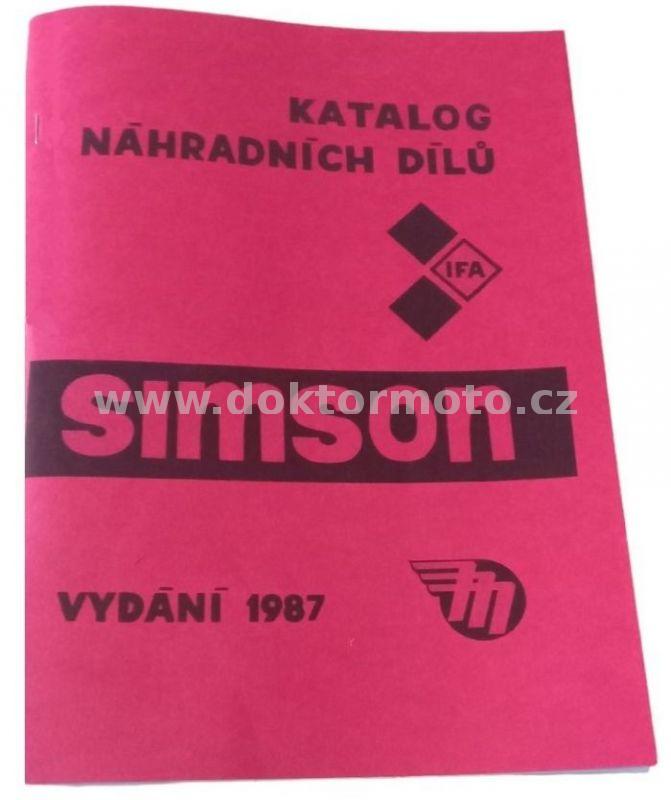 KATALOG
NÁHRADNÍCH DÍLŮ
IFA
www.doktormoto.cz
simson
VYDÁNÍ 1987
m